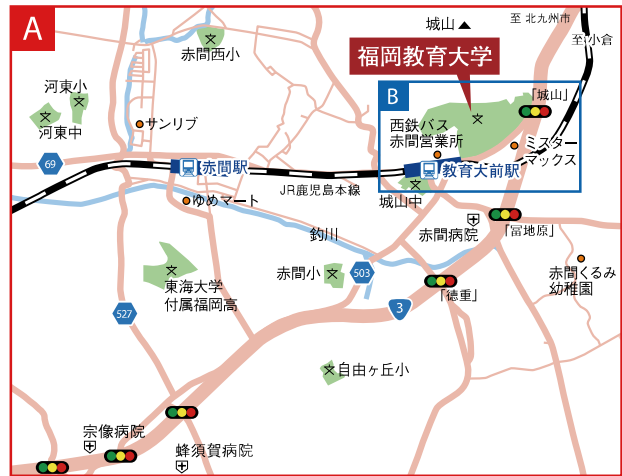 A
城山
至 北九州市
至 小倉
赤間西小
福岡教育大学
河東小
河東中
サンリブ
B
「城山」
西鉄バス
赤間営業所
ミスター
マックス
69
赤間駅
教育大前駅
JR鹿児島本線
城山中
ゆめマート
釣川
赤間病院
「冨地原」
東海大学
付属福岡高
赤間小
503
赤間くるみ
幼稚園
「徳重」
527
3
自由ヶ丘小
宗像病院
蜂須賀病院